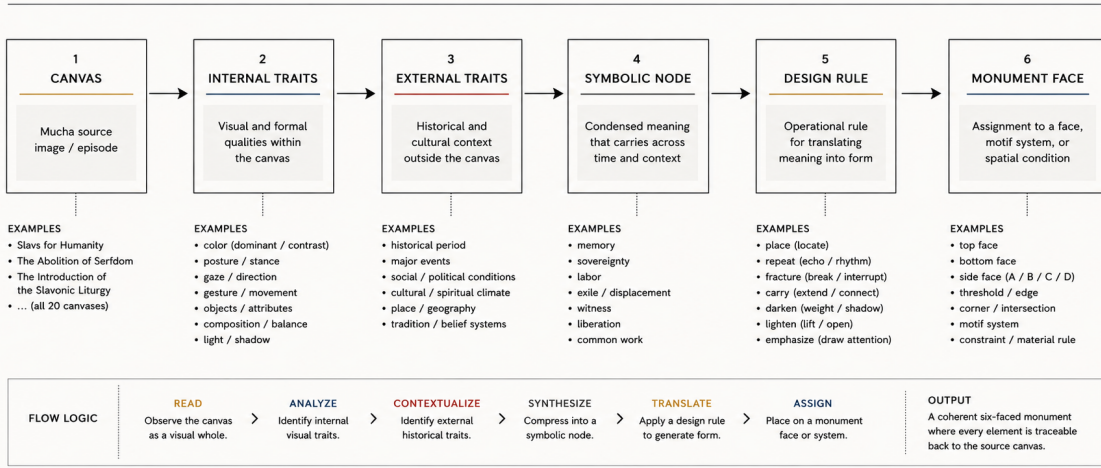 1
CANVAS
Mucha source
image / episode
2
INTERNAL TRAITS
Visual and formal
qualities within
the canvas
3
EXTERNAL TRAITS
Historical and
cultural context
outside the canvas
4
SYMBOLIC NODE
Condensed meaning
that carries across
time and context
5
DESIGN RULE
Operational rule
for translating
meaning into form
6
MONUMENT FACE
Assignment to a face,
motif system, or
spatial condition
EXAMPLES
• Slavs for Humanity
• The Abolition of Serfdom
• The Introduction of
the Slavonic Liturgy
• ... (all 20 canvases)
EXAMPLES
• color (dominant / contrast)
• posture / stance
• gaze / direction
• gesture / movement
• objects / attributes
• composition / balance
• light / shadow
EXAMPLES
• historical period
• major events
• social / political conditions
• cultural / spiritual climate
• place / geography
• tradition / belief systems
EXAMPLES
• memory
• sovereignty
• labor
• exile / displacement
• witness
• liberation
• common work
EXAMPLES
• place (locate)
• repeat (echo / rhythm)
• fracture (break / interrupt)
• carry (extend / connect)
• darken (weight / shadow)
• lighten (lift / open)
• emphasize (draw attention)
EXAMPLES
• top face
• bottom face
• side face (A / B / C / D)
• threshold / edge
• corner / intersection
• motif system
• constraint / material rule
FLOW LOGIC
READ
Observe the canvas
as a visual whole.
ANALYZE
Identify internal
visual traits.
CONTEXTUALIZE
Identify external
historical traits.
SYNTHESIZE
Compress into a
symbolic node.
TRANSLATE
Apply a design rule
to generate form.
ASSIGN
Place on a monument
face or system.
OUTPUT
A coherent six-faced monument
where every element is traceable
back to the source canvas.